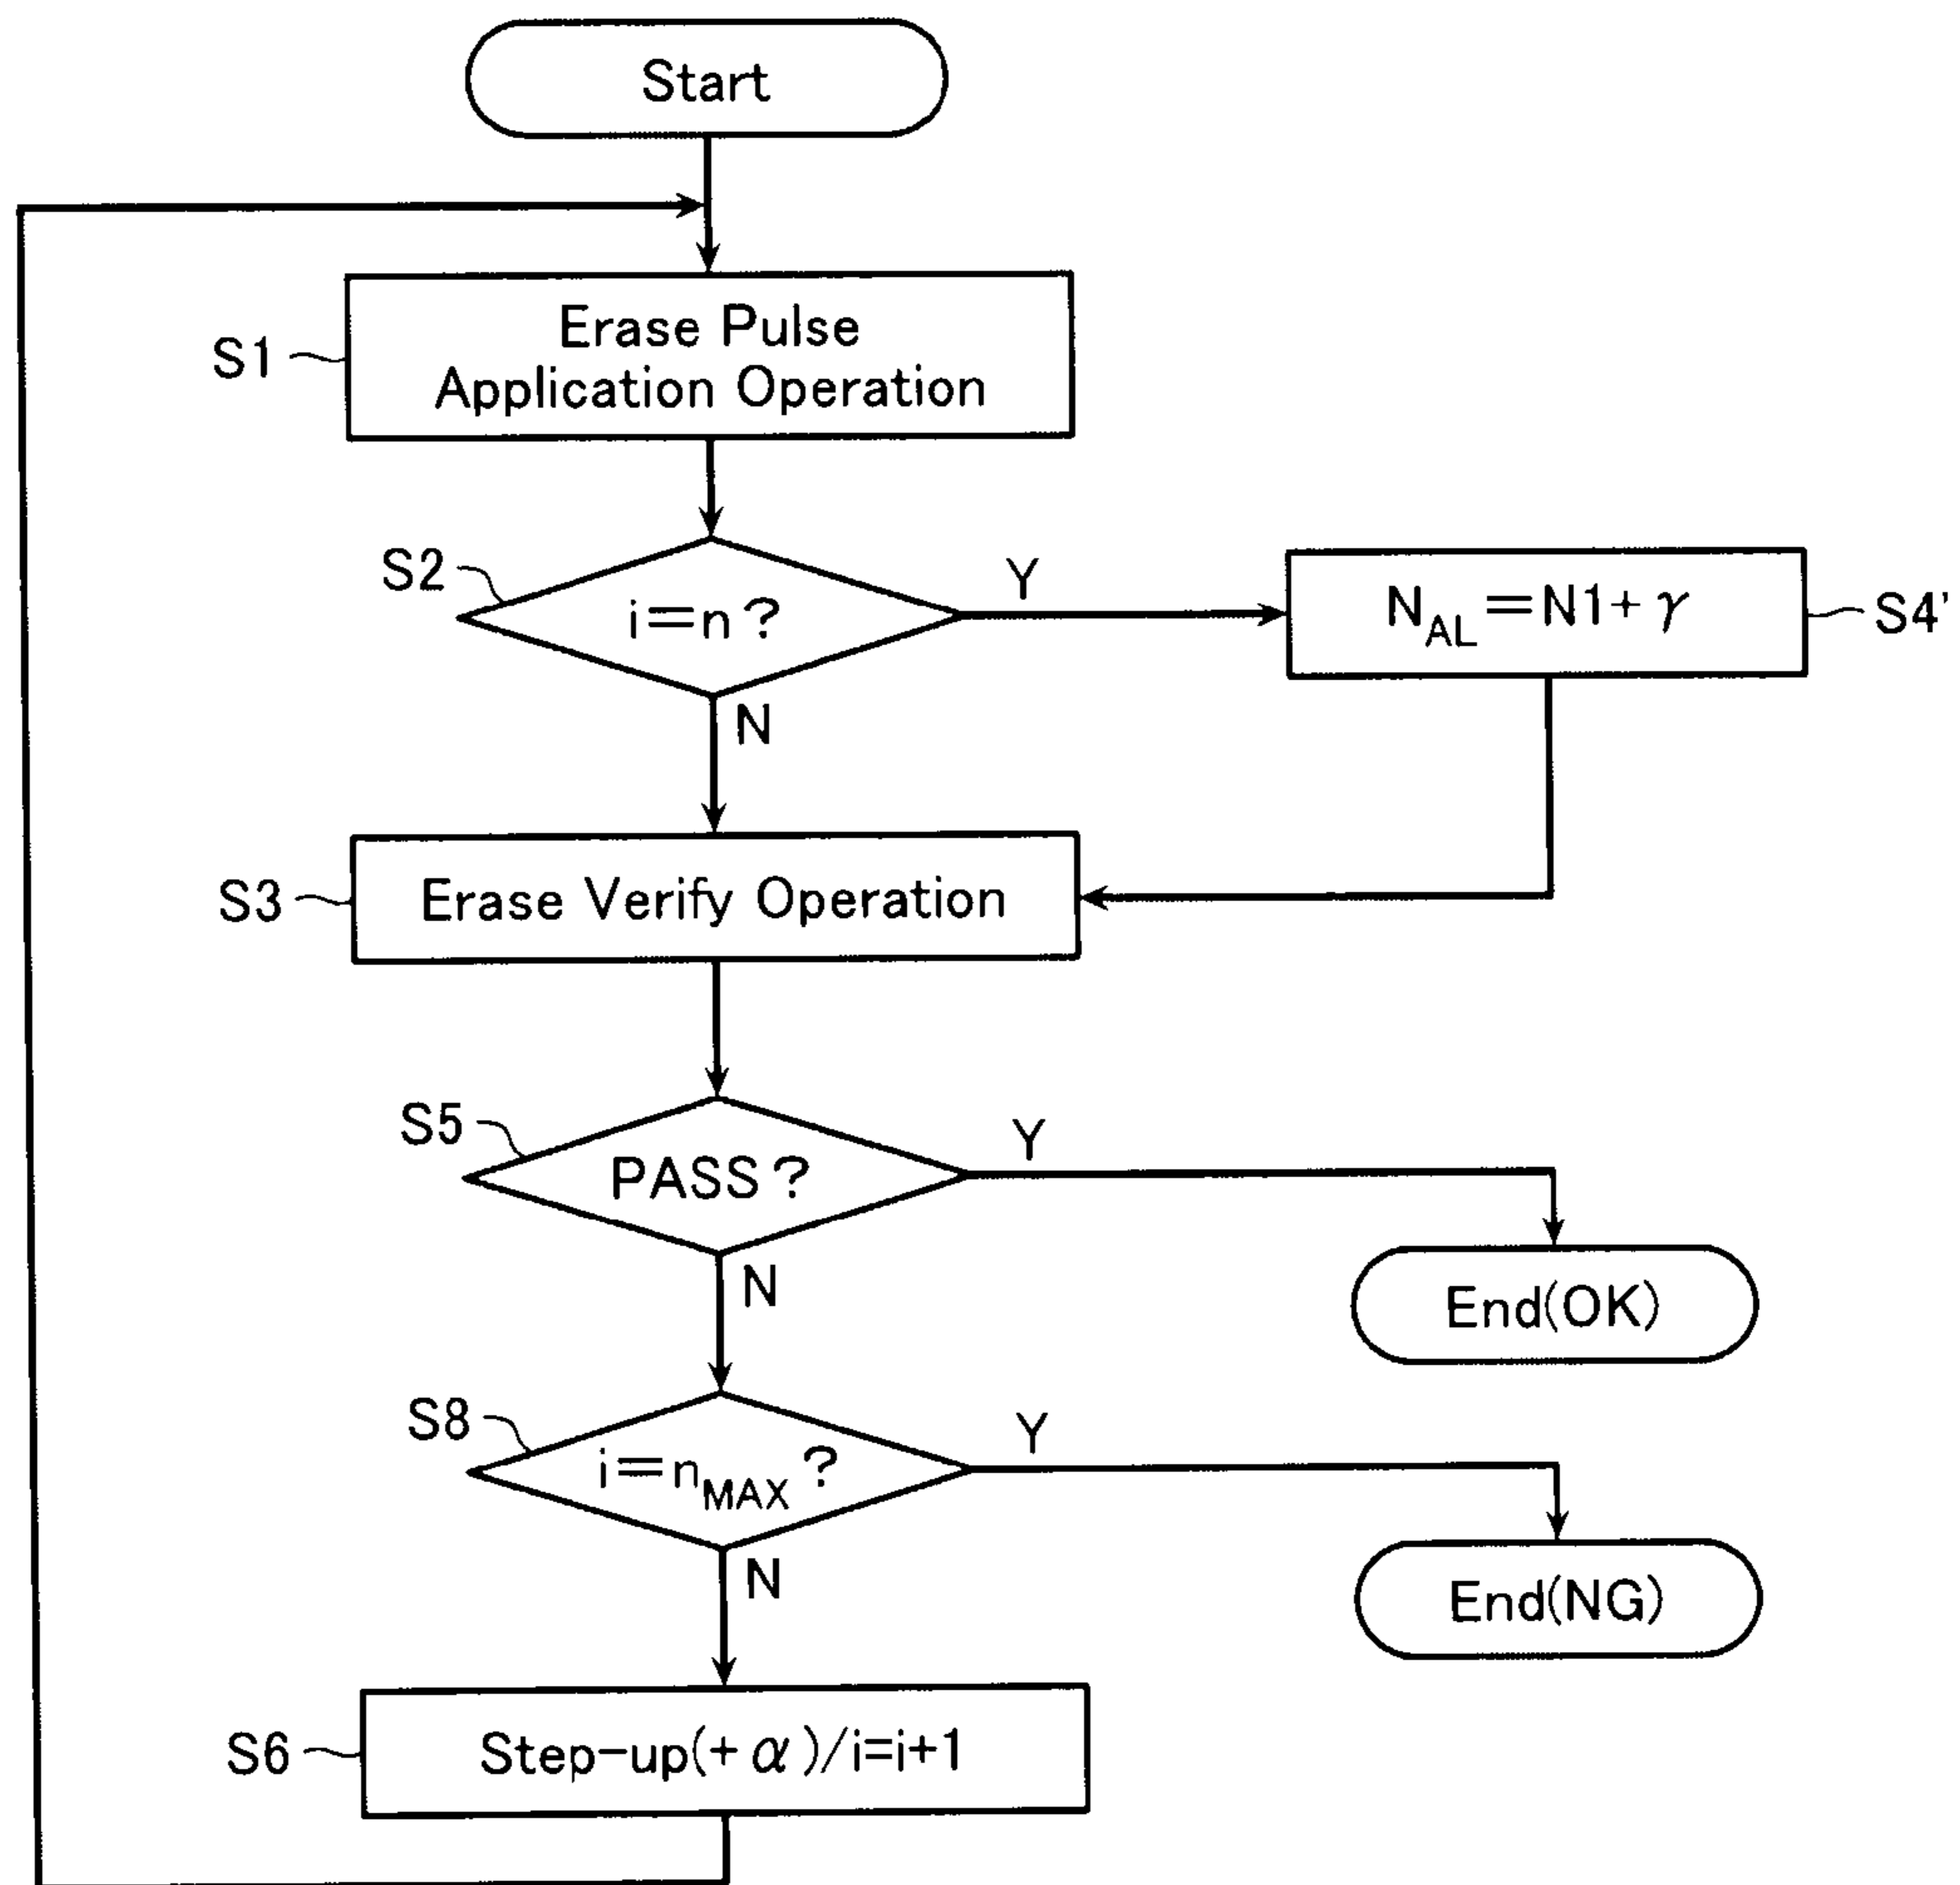 Start
Erase Pulse
Application Operation
S1
S2
i=n?
Y
N_AL=N1+γ
S4'
N
S3
Erase Verify Operation
S5
PASS?
Y
End(OK)
N
S8
i=n_MAX?
Y
End(NG)
N
S6
Step-up(+α)/i=i+1